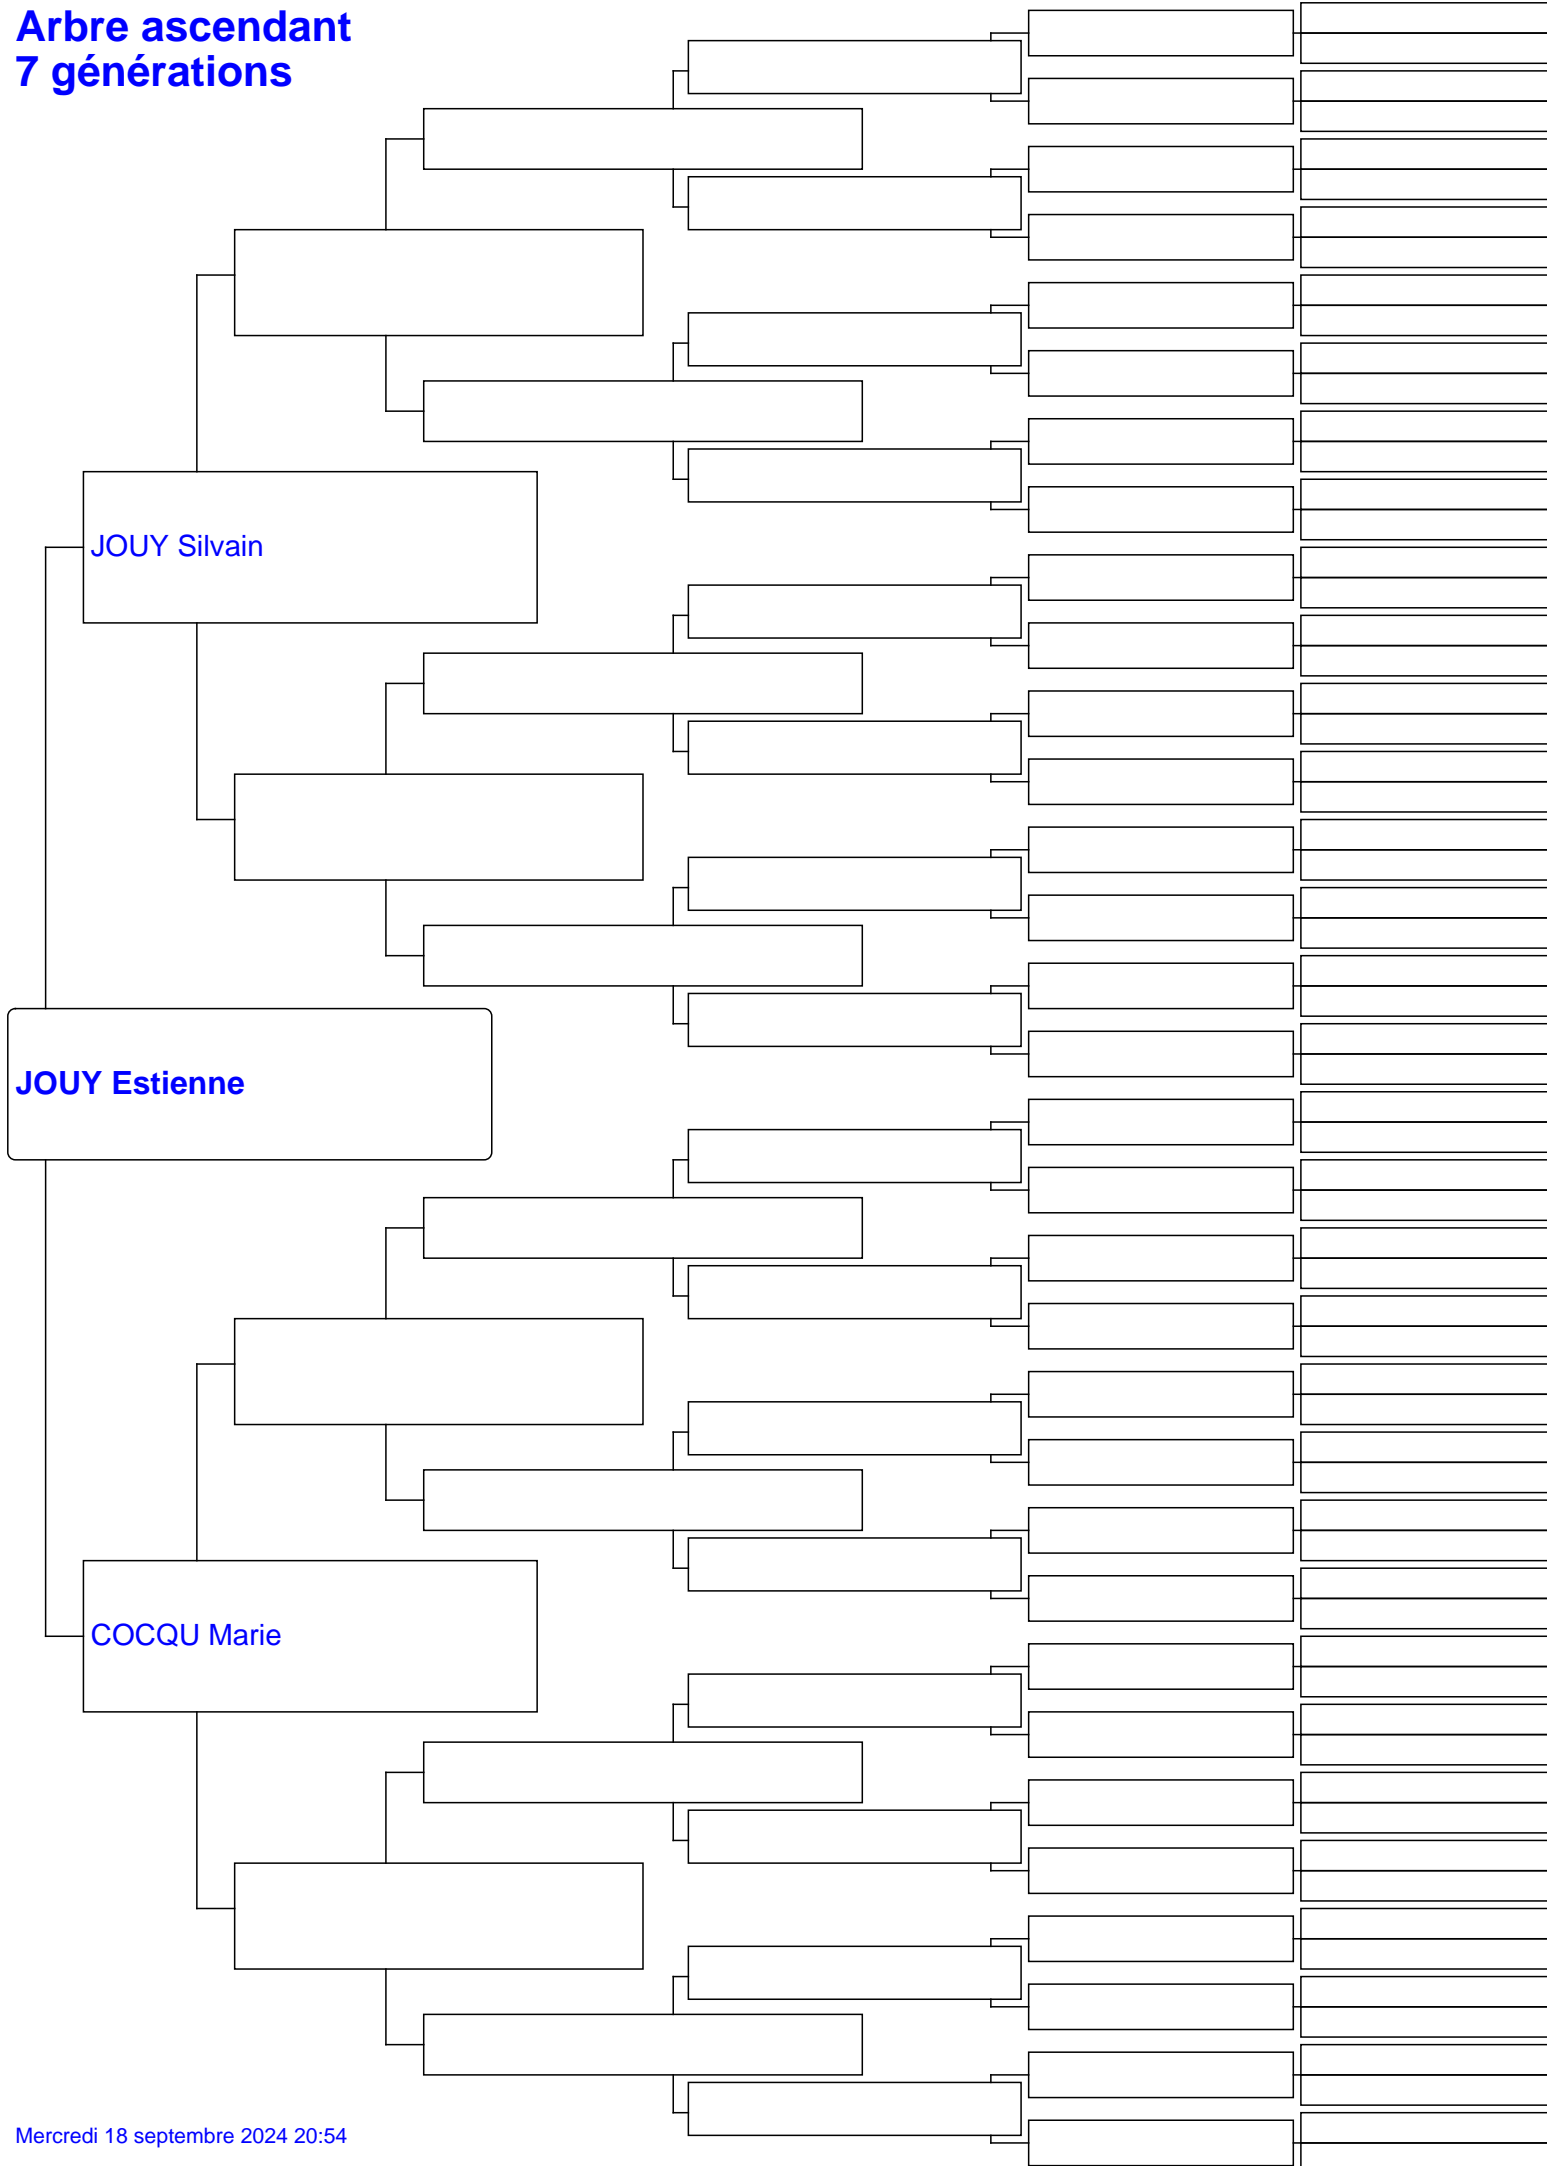 Arbre ascendant
7 générations
JOUY Silvain
JOUY Estienne
COCQU Marie
Mercredi 18 septembre 2024 20:54